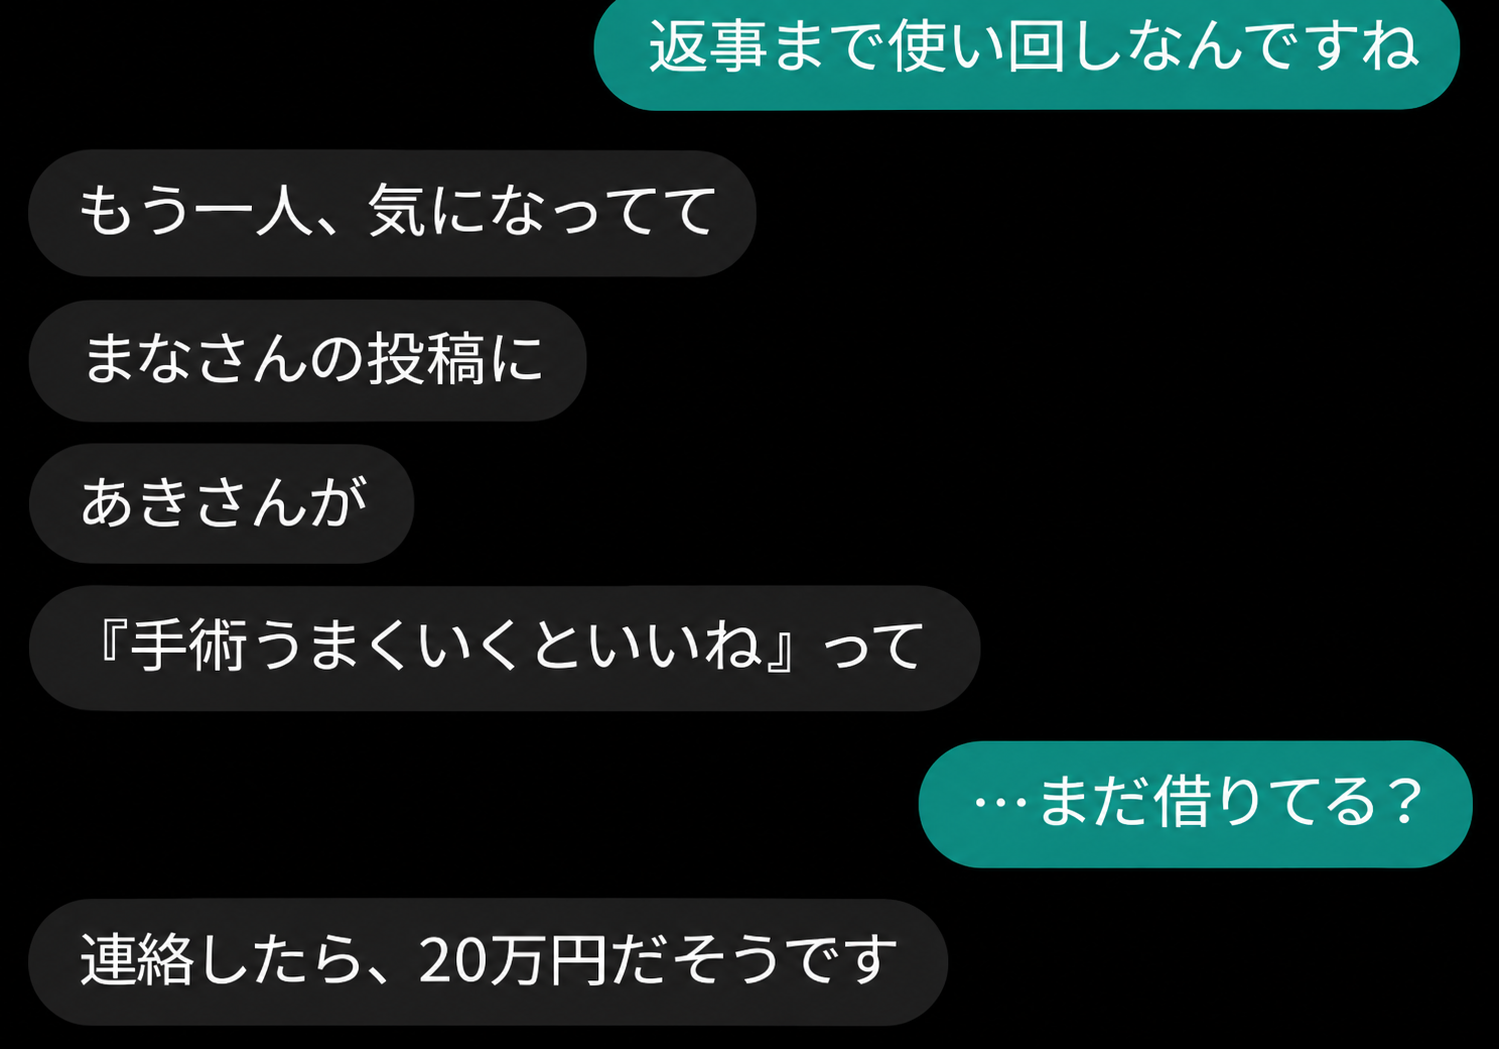 返事まで使い回しなんですね
もう一人、気になってて
まなさんの投稿に
あきさんが
『手術うまくいくといいね』って
…まだ借りてる？
連絡したら、20万円だそうです